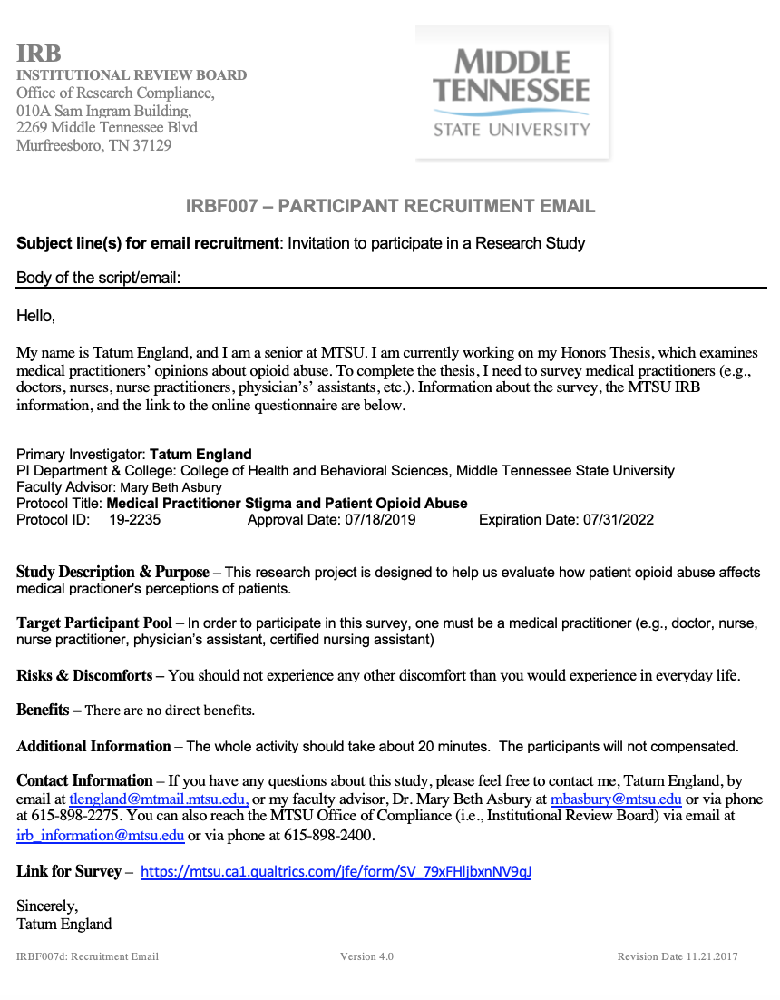 IRB
INSTITUTIONAL REVIEW BOARD
Office of Research Compliance,
010A Sam Ingram Building,
2269 Middle Tennessee Blvd
Murfreesboro, TN 37129
MIDDLE
TENNESSEE
STATE UNIVERSITY
IRBF007 – PARTICIPANT RECRUITMENT EMAIL
Subject line(s) for email recruitment: Invitation to participate in a Research Study
Body of the script/email:
Hello,
My name is Tatum England, and I am a senior at MTSU. I am currently working on my Honors Thesis, which examines
medical practitioners’ opinions about opioid abuse. To complete the thesis, I need to survey medical practitioners (e.g.,
doctors, nurses, nurse practitioners, physician’s’ assistants, etc.). Information about the survey, the MTSU IRB
information, and the link to the online questionnaire are below.
Primary Investigator: Tatum England
PI Department & College: College of Health and Behavioral Sciences, Middle Tennessee State University
Faculty Advisor: Mary Beth Asbury
Protocol Title: Medical Practitioner Stigma and Patient Opioid Abuse
Protocol ID: 19-2235 Approval Date: 07/18/2019 Expiration Date: 07/31/2022
Study Description & Purpose – This research project is designed to help us evaluate how patient opioid abuse affects
medical practioner's perceptions of patients.
Target Participant Pool – In order to participate in this survey, one must be a medical practitioner (e.g., doctor, nurse,
nurse practitioner, physician’s assistant, certified nursing assistant)
Risks & Discomforts – You should not experience any other discomfort than you would experience in everyday life.
Benefits – There are no direct benefits.
Additional Information – The whole activity should take about 20 minutes. The participants will not compensated.
Contact Information – If you have any questions about this study, please feel free to contact me, Tatum England, by
email at tlengland@mtmail.mtsu.edu, or my faculty advisor, Dr. Mary Beth Asbury at mbasbury@mtsu.edu or via phone
at 615-898-2275. You can also reach the MTSU Office of Compliance (i.e., Institutional Review Board) via email at
irb_information@mtsu.edu or via phone at 615-898-2400.
Link for Survey – https://mtsu.ca1.qualtrics.com/jfe/form/SV_79xFHljbxnNV9qJ
Sincerely,
Tatum England
IRBF007d: Recruitment Email Version 4.0 Revision Date 11.21.2017